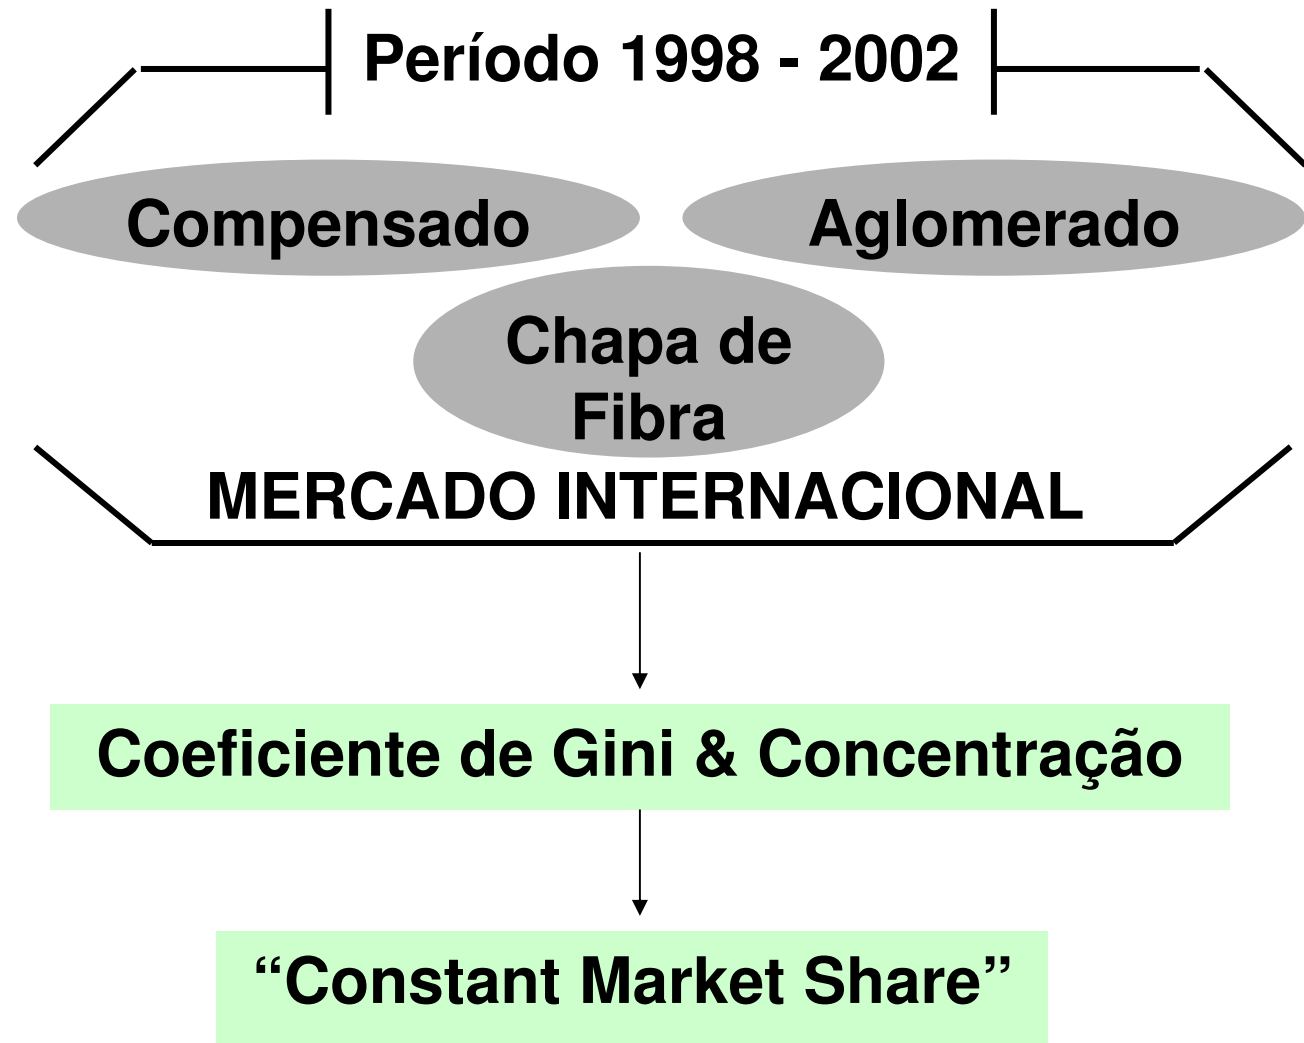 Período 1998 - 2002
Compensado
Aglomerado
Chapa de
Fibra
MERCADO INTERNACIONAL
Coeficiente de Gini & Concentração
“Constant Market Share”